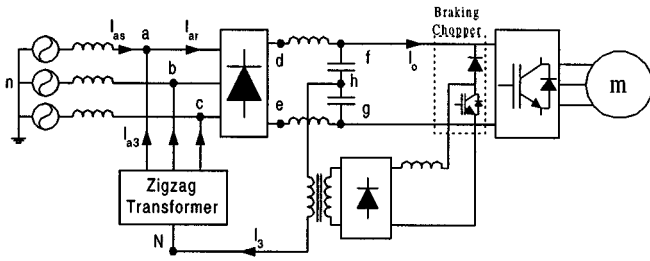 Braking
Chopper
I_as
a
I_ar
d
f
I_o
n
b
h
m
c
e
g
I_a3
Zigzag
Transformer
N
I_3